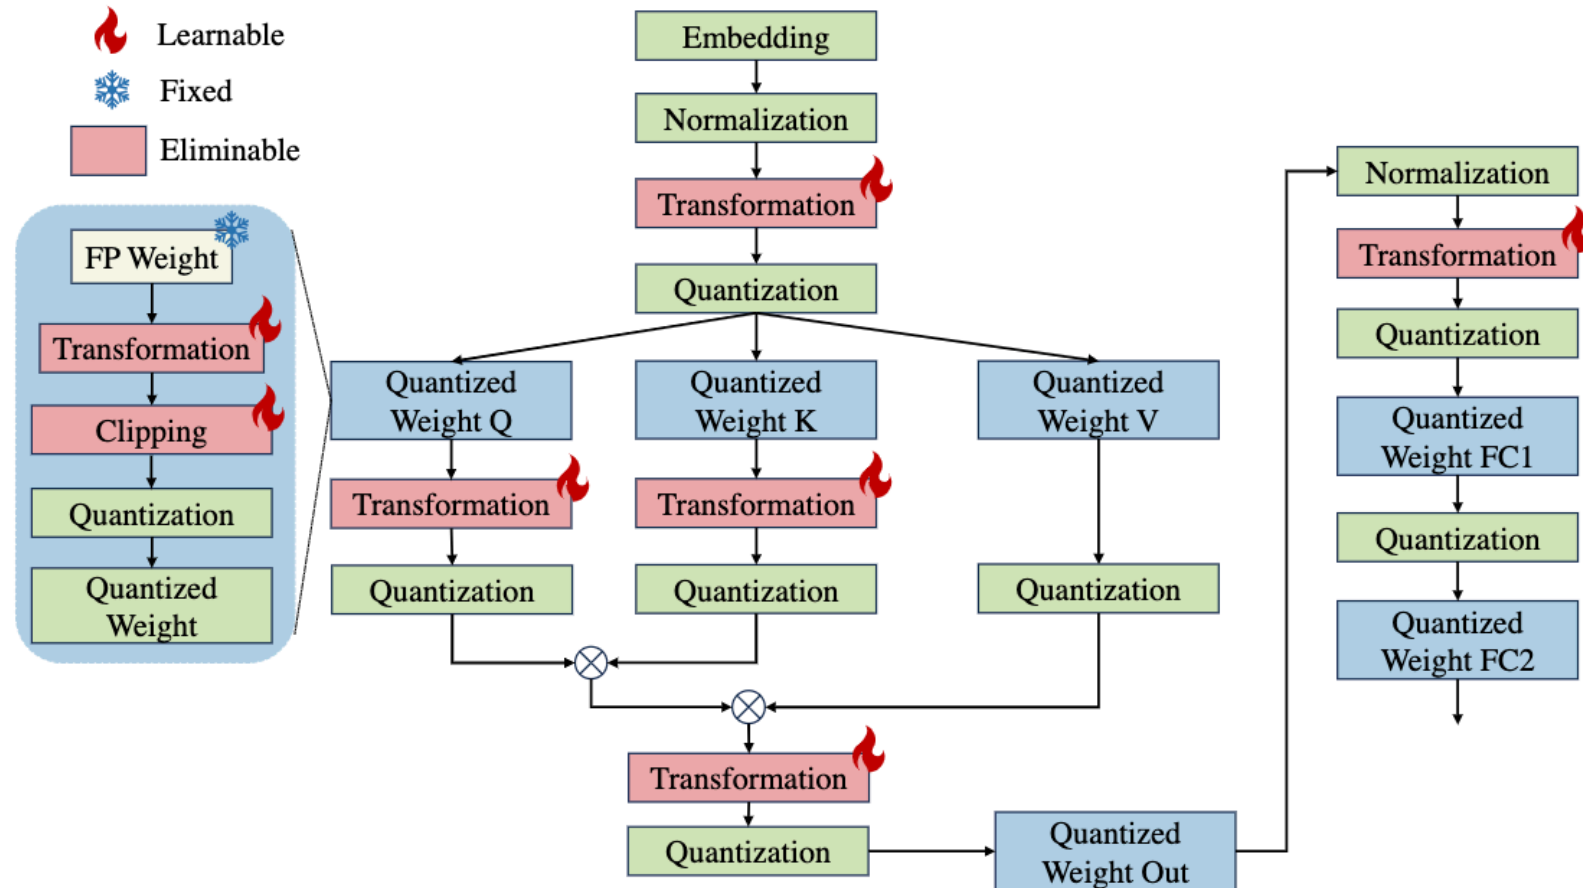 Learnable
Fixed
Eliminable
FP Weight
Transformation
Clipping
Quantization
Quantized
Weight
Embedding
Normalization
Transformation
Quantization
Quantized
Weight Q
Transformation
Quantization
Quantized
Weight K
Transformation
Quantization
Quantized
Weight V
Quantization
Transformation
Quantization
Quantized
Weight Out
Normalization
Transformation
Quantization
Quantized
Weight FC1
Quantization
Quantized
Weight FC2